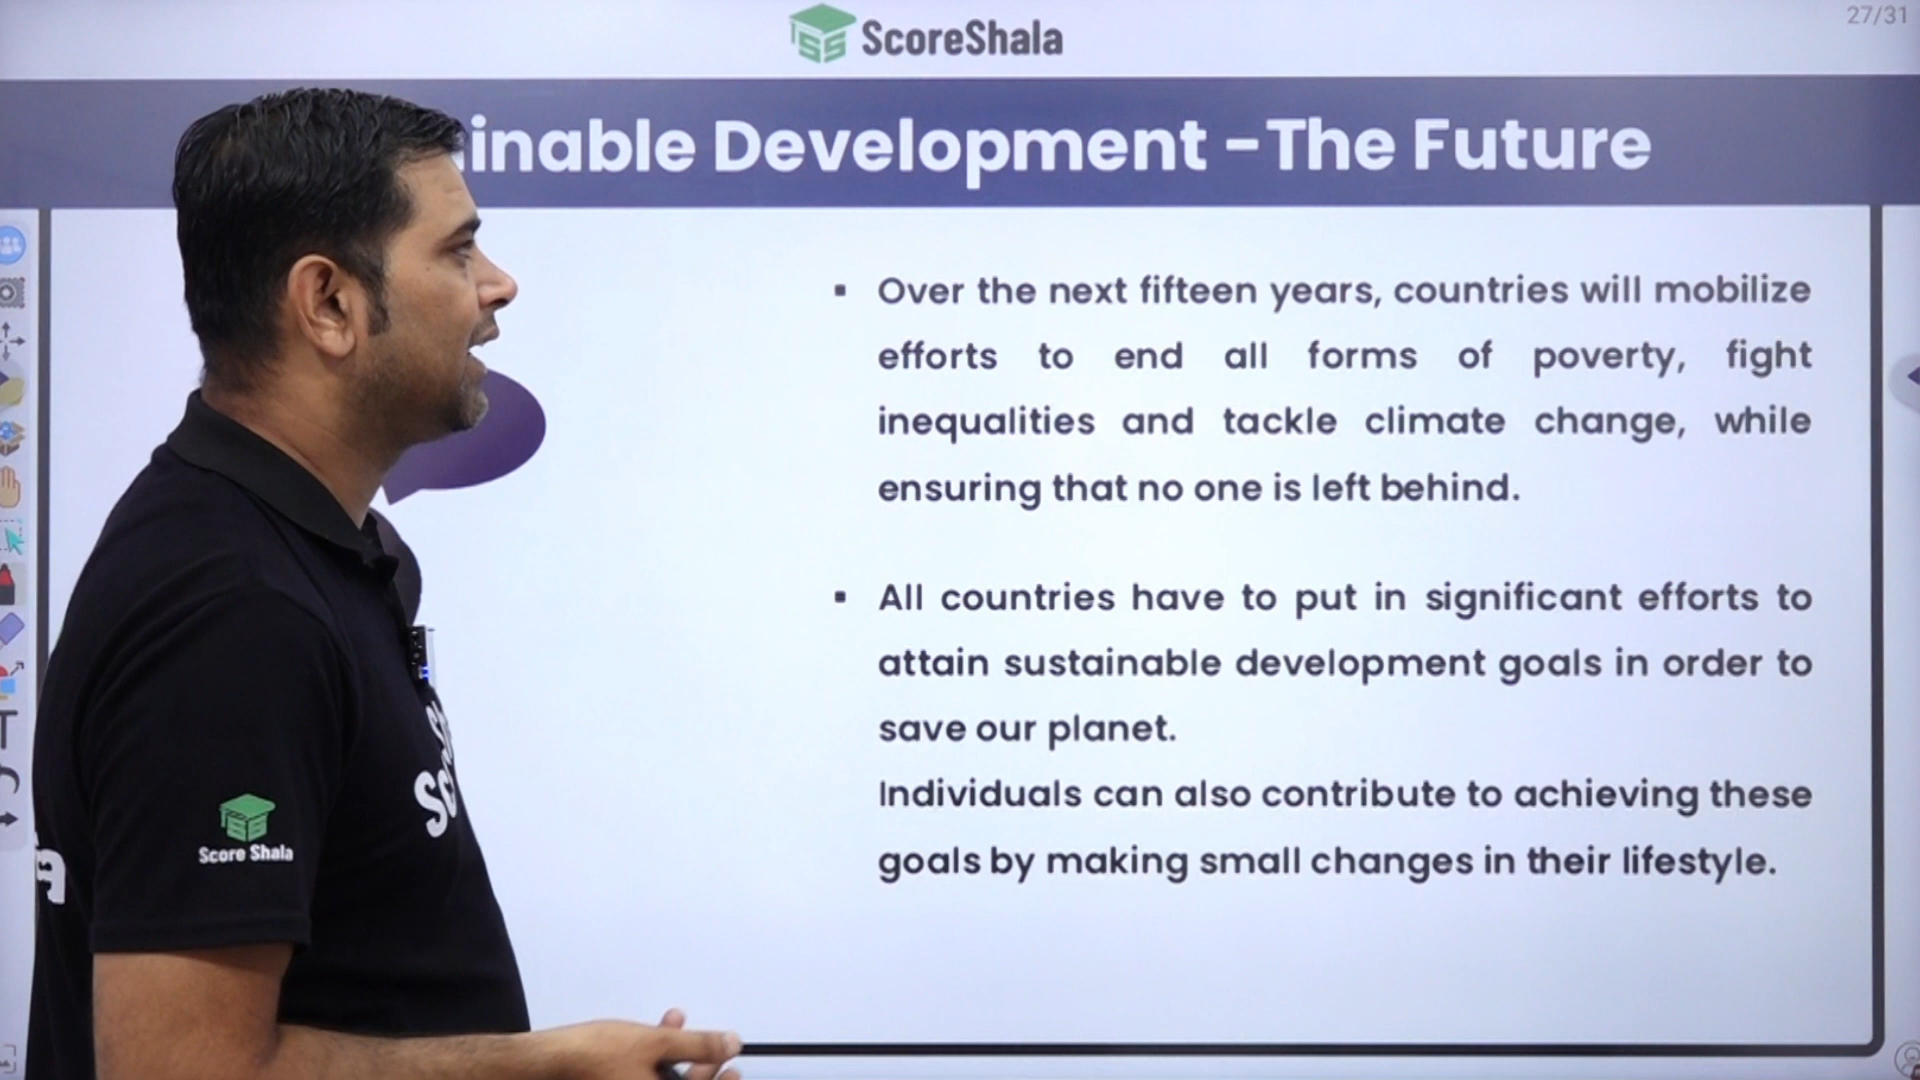 27/31
ScoreShala
inable Development -The Future
▪ Over the next fifteen years, countries will mobilize
efforts to end all forms of poverty, fight
inequalities and tackle climate change, while
ensuring that no one is left behind.
▪ All countries have to put in significant efforts to
attain sustainable development goals in order to
save our planet.
Individuals can also contribute to achieving these
goals by making small changes in their lifestyle.
Score Shala